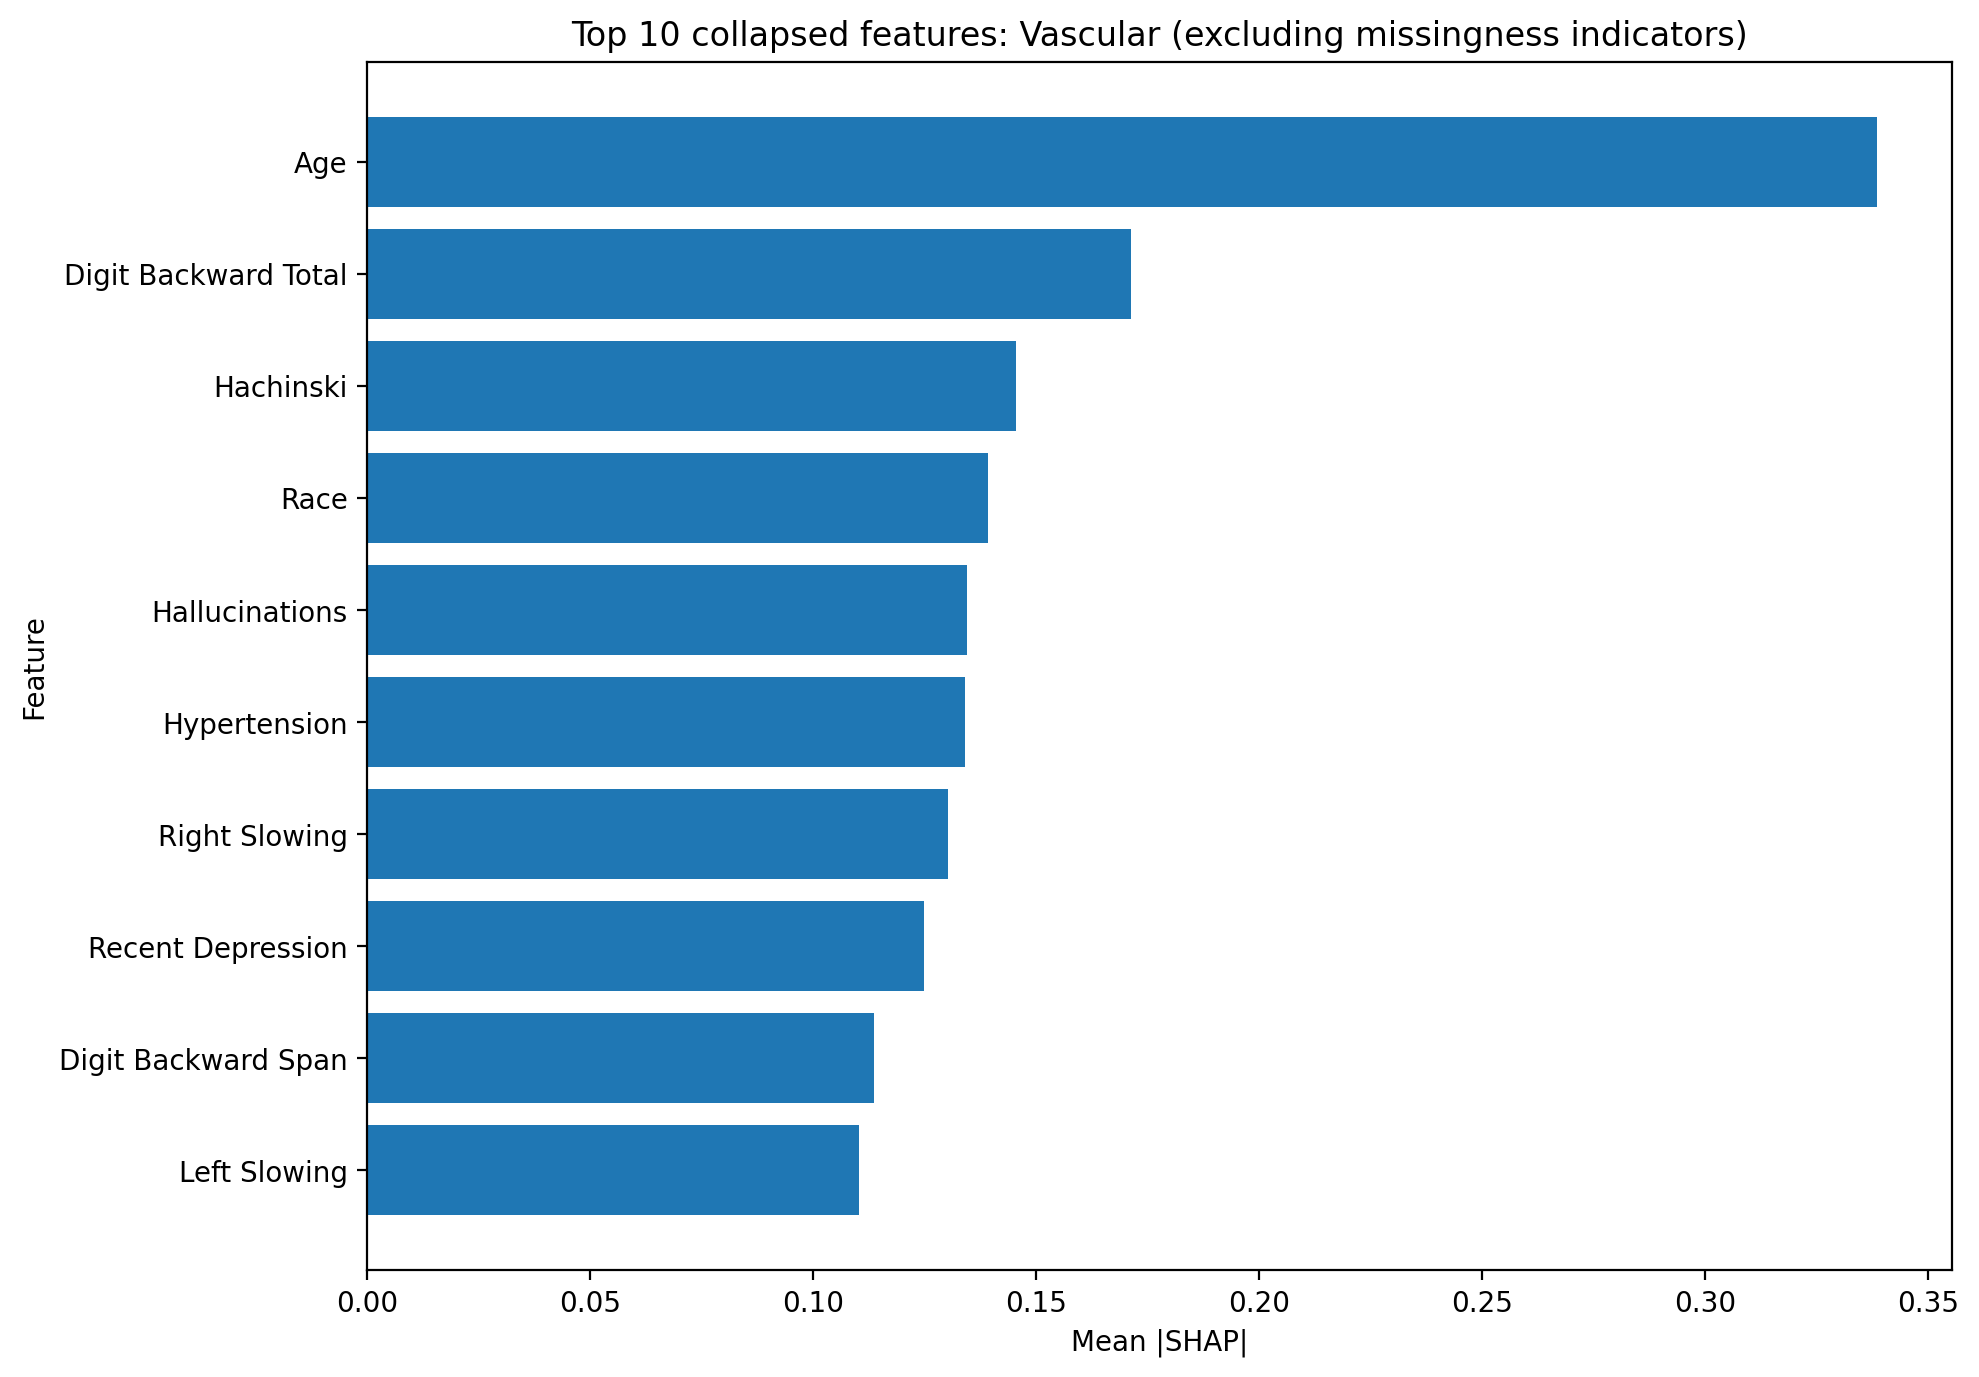 Top 10 collapsed features: Vascular (excluding missingness indicators)
Feature
Age
Digit Backward Total
Hachinski
Race
Hallucinations
Hypertension
Right Slowing
Recent Depression
Digit Backward Span
Left Slowing
0.00 0.05 0.10 0.15 0.20 0.25 0.30 0.35
Mean |SHAP|